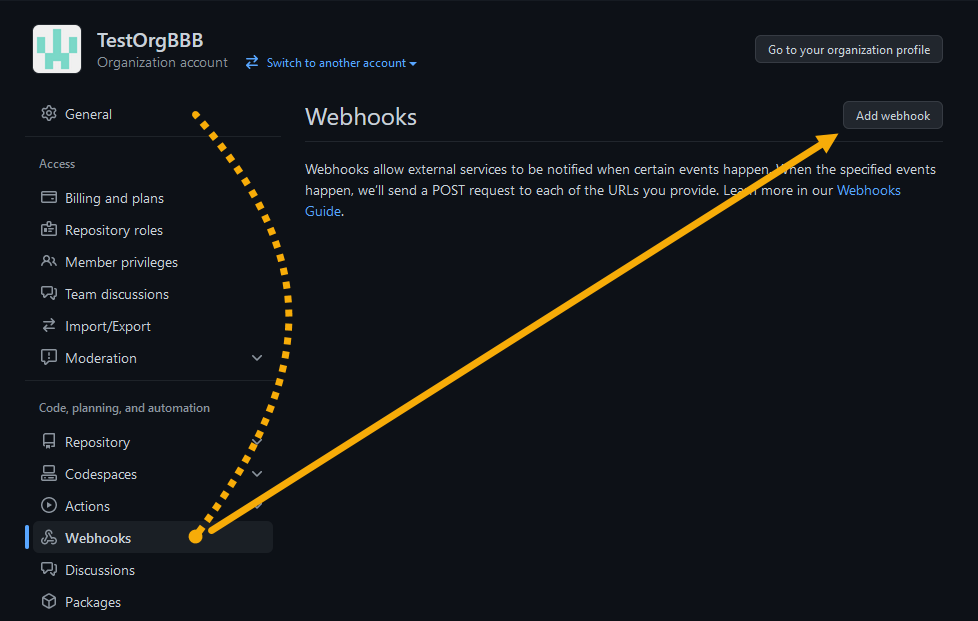 TestOrgBBB
Organization account
Switch to another account
Go to your organization profile
General
Access
Billing and plans
Repository roles
Member privileges
Team discussions
Import/Export
Moderation
Code, planning, and automation
Repository
Codespaces
Actions
Webhooks
Discussions
Packages
Webhooks
Add webhook
Webhooks allow external services to be notified when certain events happen. When the specified events
happen, we’ll send a POST request to each of the URLs you provide. Learn more in our Webhooks
Guide.